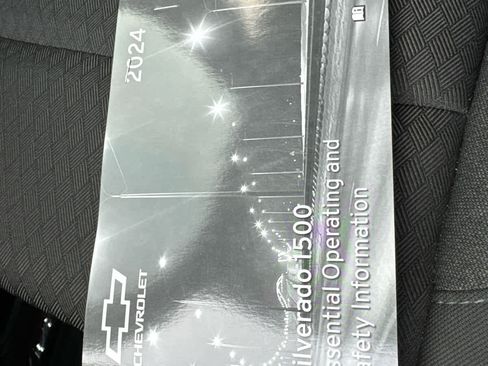 2024
ilverado 1500
ssential Operating and
afety Information
CHEVROLET